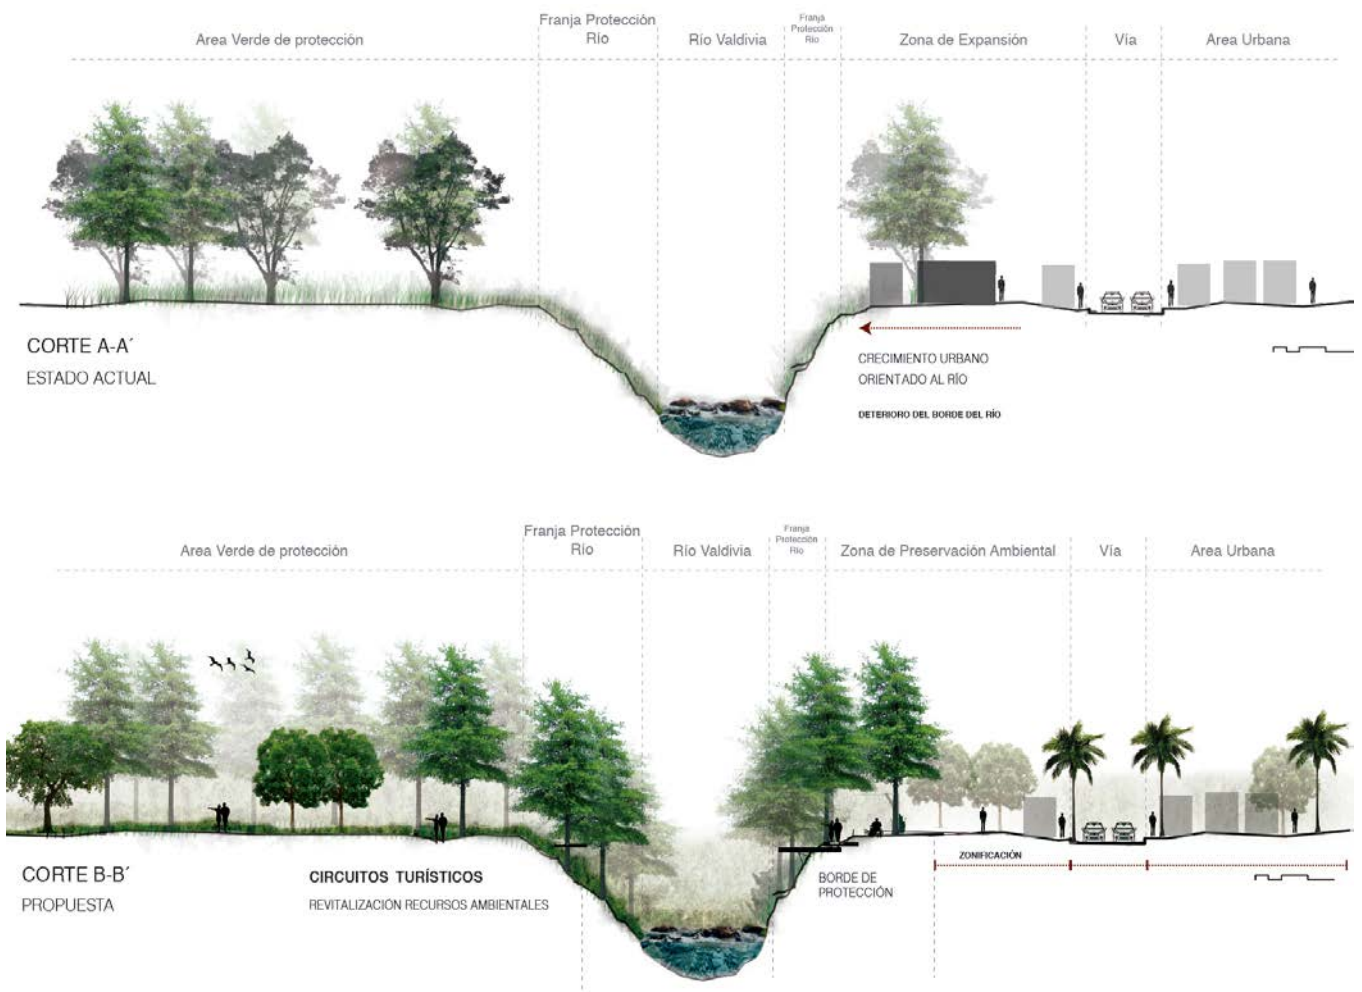 Area Verde de protección
Franja Protección
Río
Río Valdivia
Franja
Protección
Río
Zona de Expansión
Vía
Area Urbana
CORTE A-A´
ESTADO ACTUAL
CRECIMIENTO URBANO
ORIENTADO AL RÍO
DETERIORO DEL BORDE DEL RÍO
Area Verde de protección
Franja Protección
Río
Río Valdivia
Franja
Protección
Río
Zona de Preservación Ambiental
Vía
Area Urbana
CORTE B-B´
PROPUESTA
CIRCUITOS TURÍSTICOS
REVITALIZACIÓN RECURSOS AMBIENTALES
BORDE DE
PROTECCIÓN
ZONIFICACIÓN